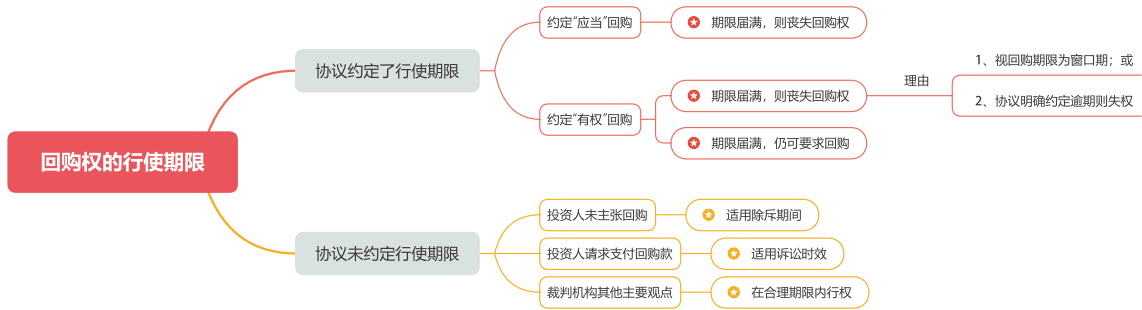 回购权的行使期限
协议约定了行使期限
约定“应当”回购
期限届满，则丧失回购权
约定“有权”回购
期限届满，则丧失回购权
理由
1、视回购期限为窗口期；或
2、协议明确约定逾期则失权
期限届满，仍可要求回购
协议未约定行使期限
投资人未主张回购
适用除斥期间
投资人请求支付回购款
适用诉讼时效
裁判机构其他主要观点
在合理期限内行权